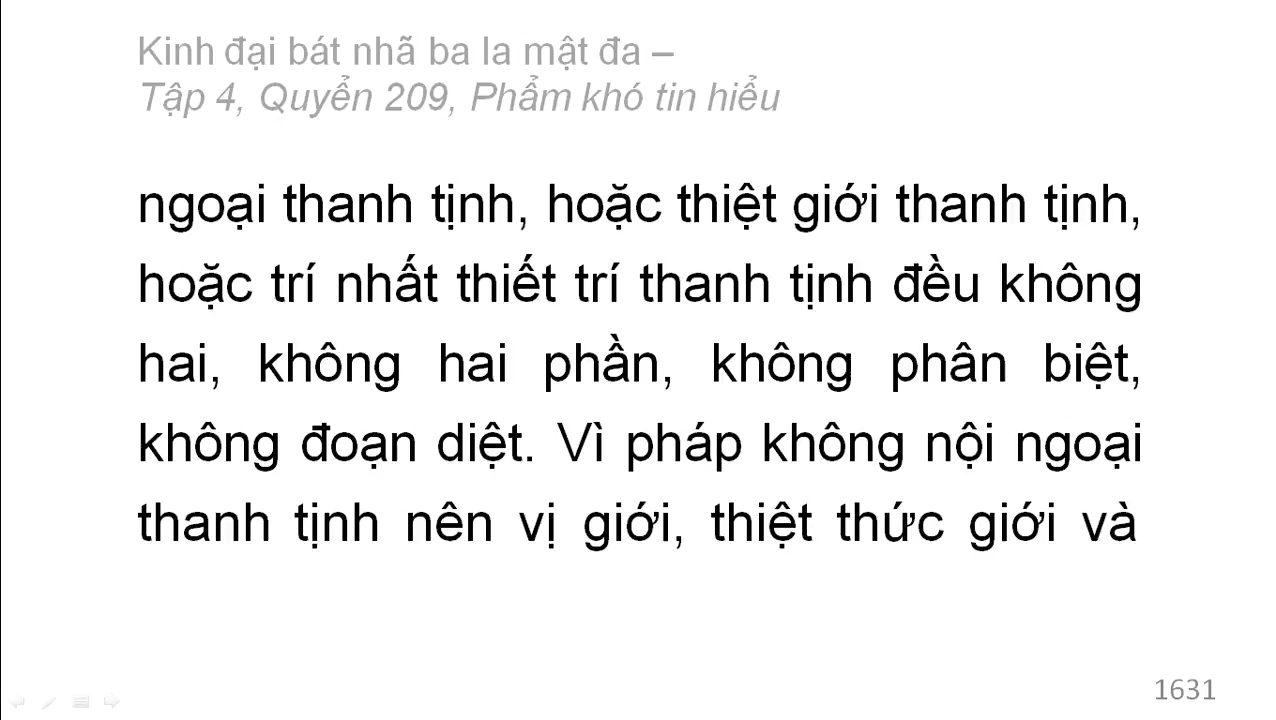 Kinh đại bát nhã ba la mật đa –
Tập 4, Quyển 209, Phẩm khó tin hiểu
ngoại thanh tịnh, hoặc thiệt giới thanh tịnh,
hoặc trí nhất thiết trí thanh tịnh đều không
hai, không hai phần, không phân biệt,
không đoạn diệt. Vì pháp không nội ngoại
thanh tịnh nên vị giới, thiệt thức giới và
1631